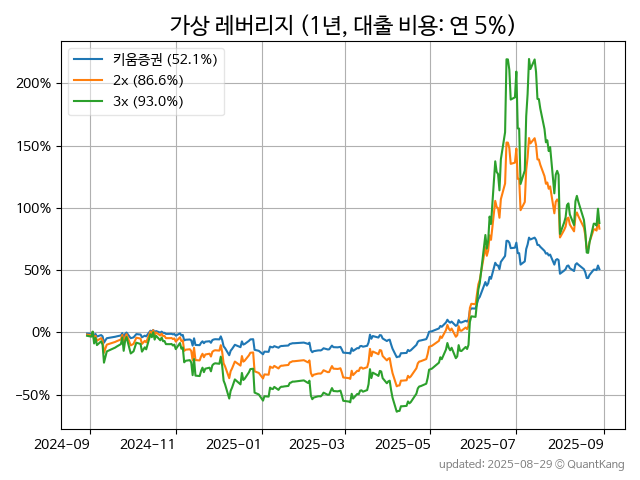 가상 레버리지 (1년, 대출 비용: 연 5%)
키움증권 (52.1%)
2x (86.6%)
3x (93.0%)
200%
150%
100%
50%
0%
−50%
2024-09
2024-11
2025-01
2025-03
2025-05
2025-07
2025-09
updated: 2025-08-29 © QuantKang